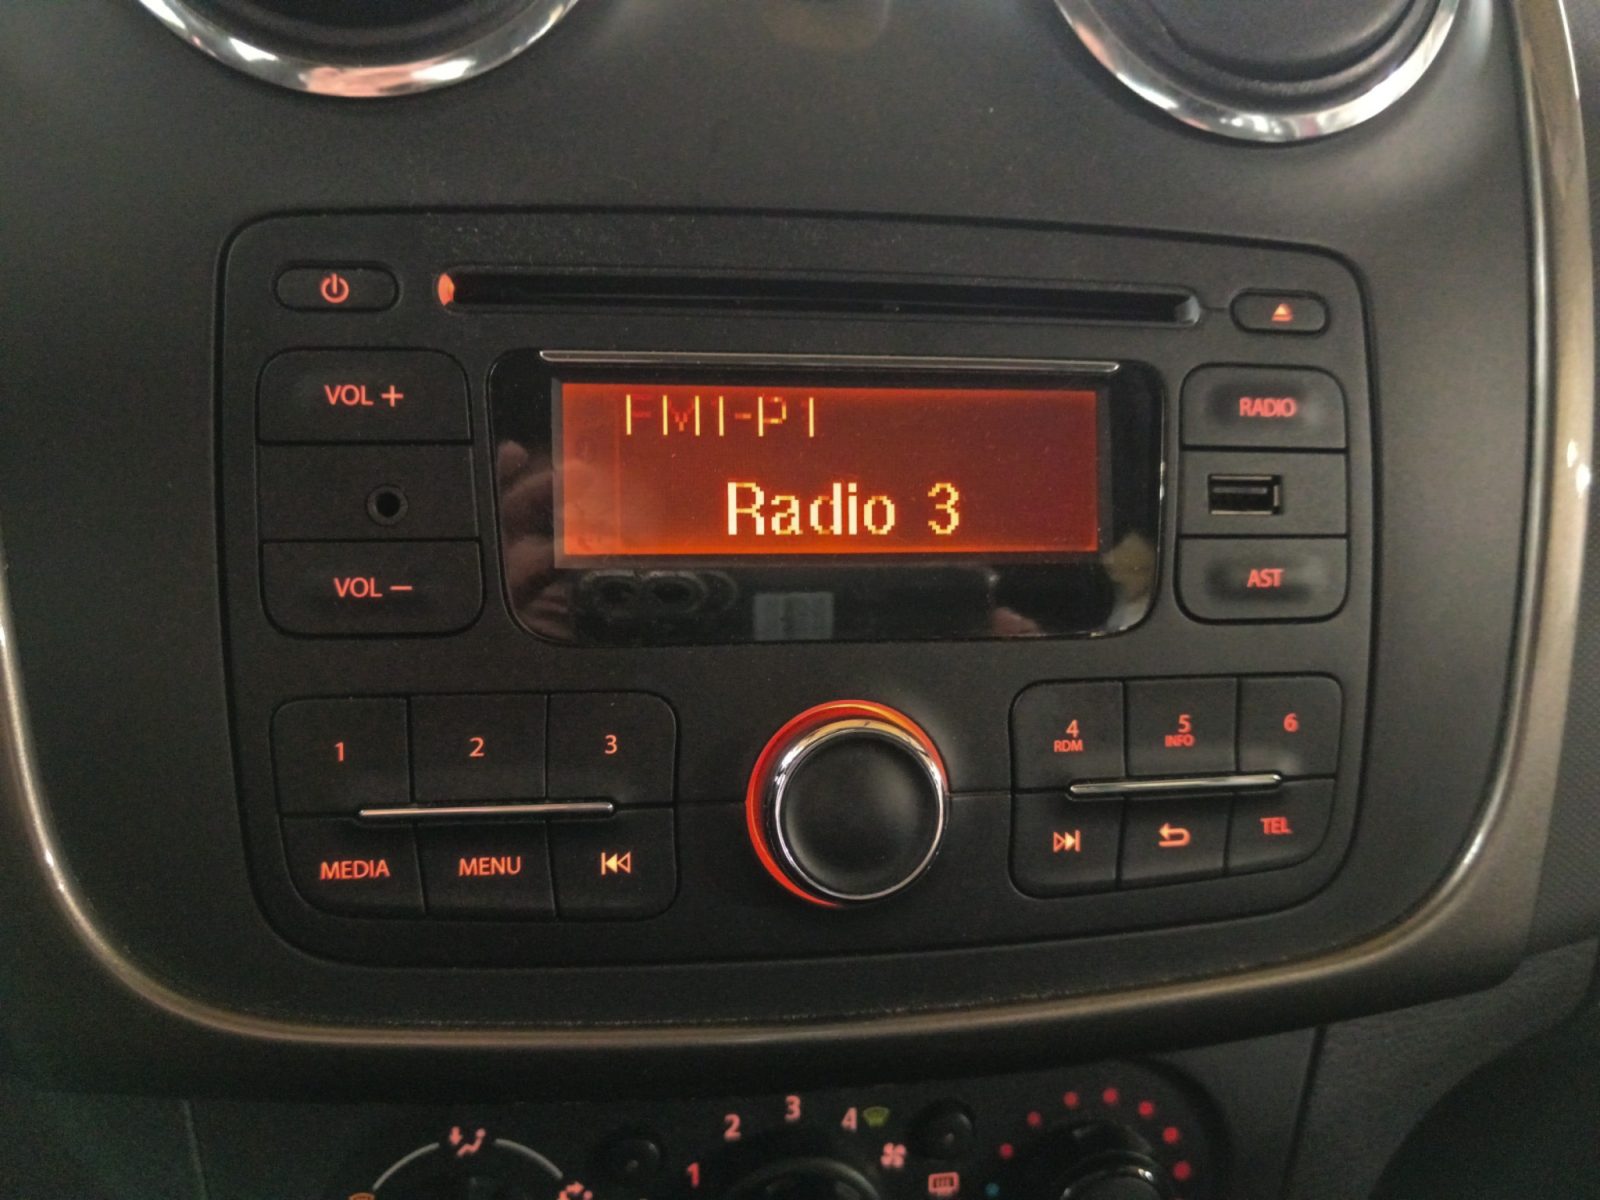 VOL +
FM1-P1
RADIO
Radio 3
VOL -
AST
1 2 3
4 5 6
RDM INFO
MEDIA MENU
TEL
1 2 3 4